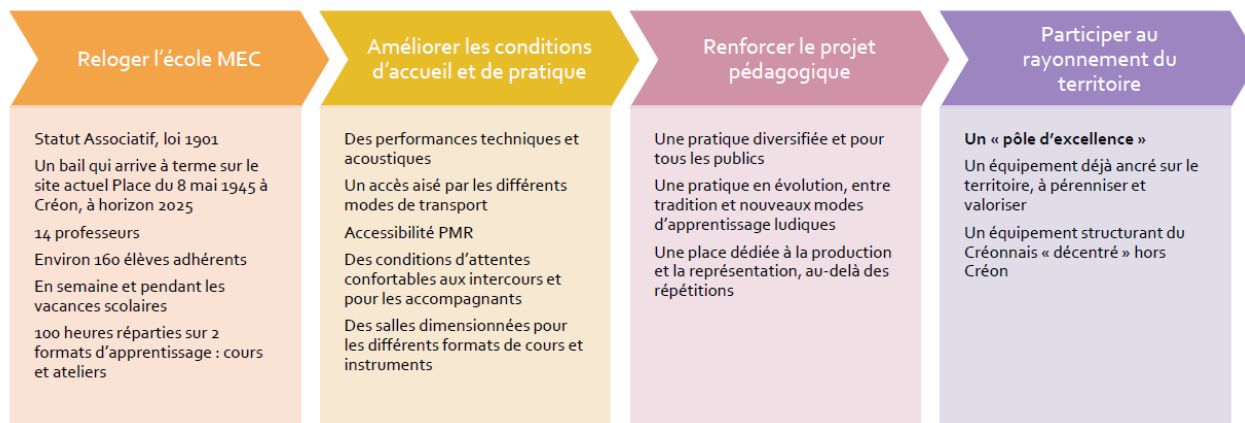 Reloger l'école MEC
Statut Associatif, loi 1901
Un bail qui arrive à terme sur le
site actuel Place du 8 mai 1945 à
Créon, à horizon 2025
14 professeurs
Environ 160 élèves adhérents
En semaine et pendant les
vacances scolaires
100 heures réparties sur 2
formats d'apprentissage : cours
et ateliers
Améliorer les conditions
d'accueil et de pratique
Des performances techniques et
acoustiques
Un accès aisé par les différents
modes de transport
Accessibilité PMR
Des conditions d'attentes
confortables aux intercours et
pour les accompagnants
Des salles dimensionnées pour
les différents formats de cours et
instruments
Renforcer le projet
pédagogique
Une pratique diversifiée et pour
tous les publics
Une pratique en évolution, entre
tradition et nouveaux modes
d'apprentissage ludiques
Une place dédiée à la production
et la représentation, au-delà des
répétitions
Participer au
rayonnement du
territoire
Un « pôle d'excellence »
Un équipement déjà ancré sur le
territoire, à pérenniser et
valoriser
Un équipement structurant du
Créonnais « décentré » hors
Créon